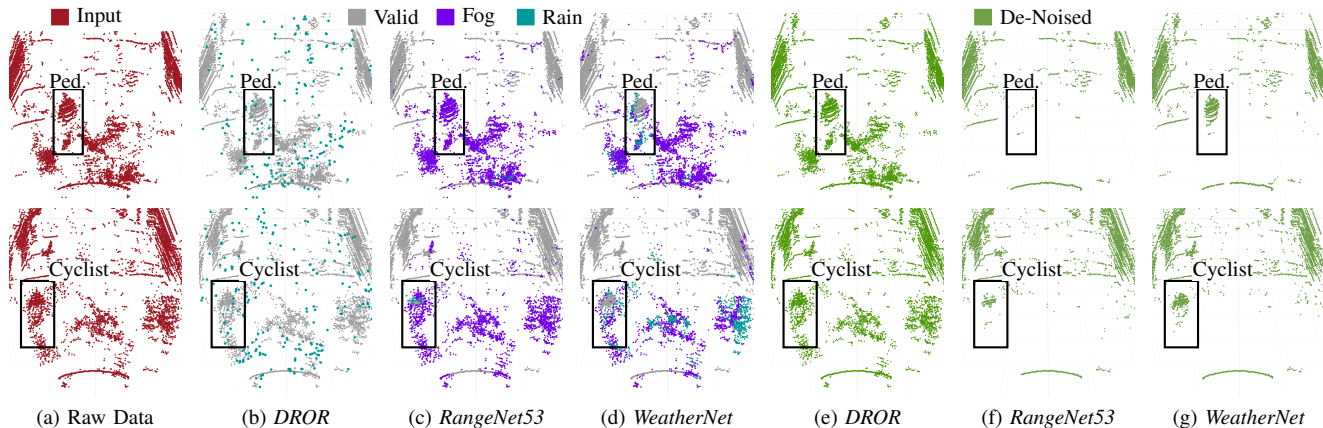 Input Valid Fog Rain De-Noised
Ped. Ped. Ped. Ped. Ped. Ped. Ped.
Cyclist Cyclist Cyclist Cyclist Cyclist Cyclist Cyclist
(a) Raw Data (b) DROR (c) RangeNet53 (d) WeatherNet (e) DROR (f) RangeNet53 (g) WeatherNet